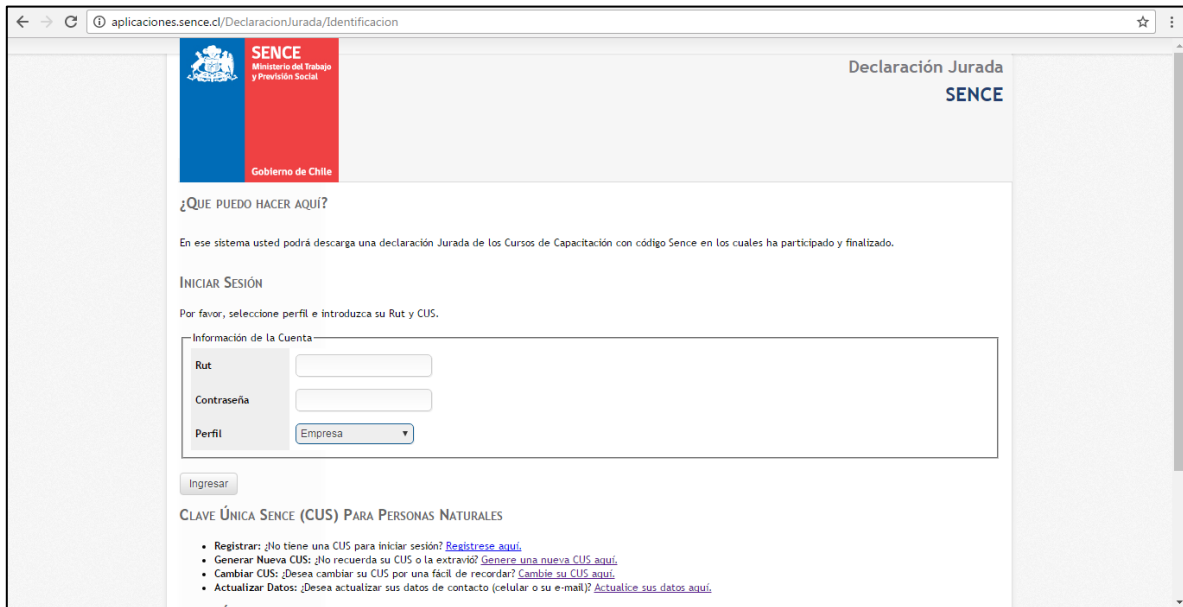 aplicaciones.sence.cl/DeclaracionJurada/Identificacion
SENCE
Ministerio del Trabajo
y Previsión Social
Gobierno de Chile
Declaración Jurada
SENCE
¿Que puedo hacer aquí?
En ese sistema usted podrá descarga una declaración Jurada de los Cursos de Capacitación con código Sence en los cuales ha participado y finalizado.
Iniciar Sesión
Por favor, seleccione perfil e introduzca su Rut y CUS.
Información de la Cuenta
Rut
Contraseña
Perfil Empresa
Ingresar
Clave Única Sence (CUS) Para Personas Naturales
• Registrar: ¿No tiene una CUS para iniciar sesión? Registrese aquí.
• Generar Nueva CUS: ¿No recuerda su CUS o la extravió? Genere una nueva CUS aquí.
• Cambiar CUS: ¿Desea cambiar su CUS por una fácil de recordar? Cambie su CUS aquí.
• Actualizar Datos: ¿Desea actualizar sus datos de contacto (celular o su e-mail)? Actualice sus datos aquí.